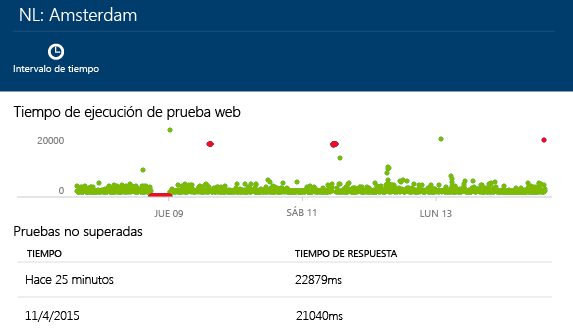 NL: Amsterdam
Intervalo de tiempo
Tiempo de ejecución de prueba web
20000
0
JUE 09 SÁB 11 LUN 13
Pruebas no superadas
TIEMPO TIEMPO DE RESPUESTA
Hace 25 minutos 22879ms
11/4/2015 21040ms